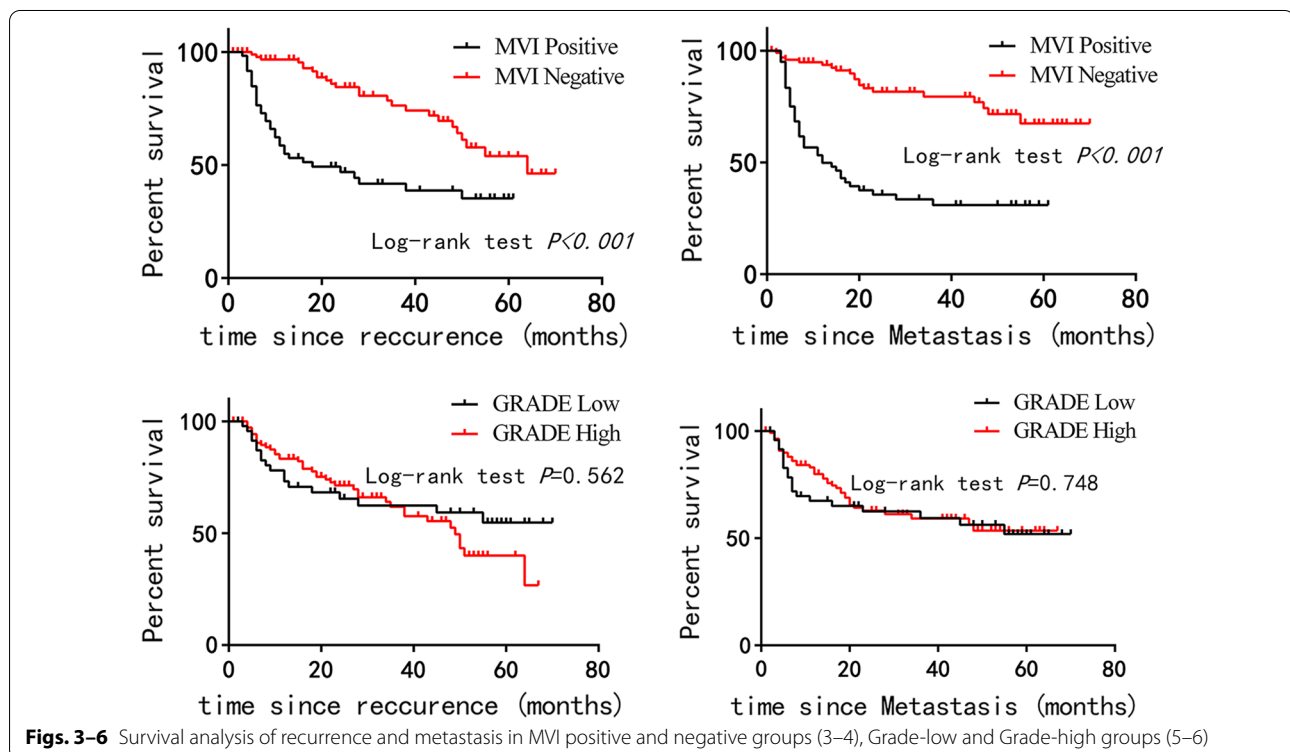 MVI Positive
MVI Negative
100
50
0
Percent survival
Log-rank test P<0.001
0 20 40 60 80
time since reccurence (months)
MVI Positive
MVI Negative
100
50
0
Percent survival
Log-rank test P<0.001
0 20 40 60 80
time since Metastasis (months)
GRADE Low
GRADE High
100
50
0
Percent survival
Log-rank test P=0.562
0 20 40 60 80
time since reccurence (months)
GRADE Low
GRADE High
100
50
0
Percent survival
Log-rank test P=0.748
0 20 40 60 80
time since Metastasis (months)
Figs. 3–6 Survival analysis of recurrence and metastasis in MVI positive and negative groups (3–4), Grade-low and Grade-high groups (5–6)